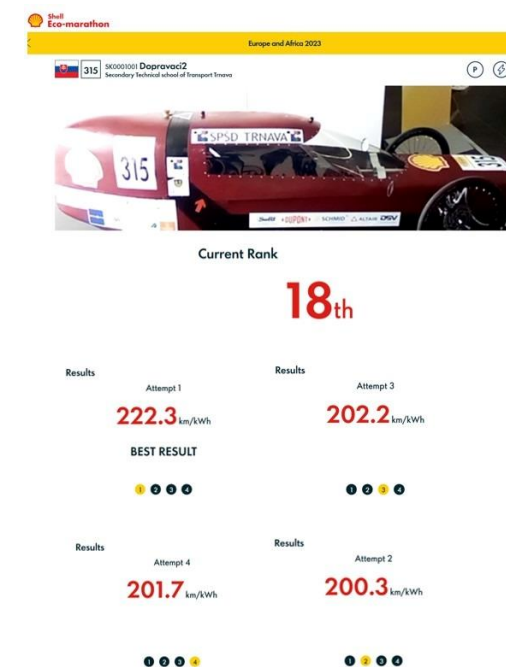 Shell
Eco-marathon
Europe and Africa 2023
315
SK0001001 Dopravaci2
Secondary Technical school of Transport Trnava
P
SPSD TRNAVA
315
DUPONT
SCHMID
ALTAIR
DSV
Current Rank
18th
Results
Attempt 1
222.3 km/kWh
BEST RESULT
1 2 3 4
Results
Attempt 3
202.2 km/kWh
1 2 3 4
Results
Attempt 4
201.7 km/kWh
1 2 3 4
Results
Attempt 2
200.3 km/kWh
1 2 3 4